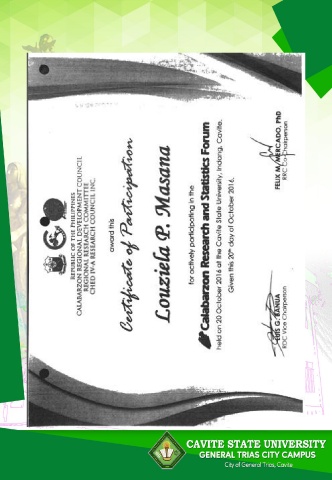 REPUBLIC OF THE PHILIPPINES
CALABARZON REGIONAL DEVELOPMENT COUNCIL
REGIONAL RESEARCH COMMITTEE
CHED IV-A RESEARCH COUNCIL INC.
award this
Certificate of Participation
Louziela P. Masana
for actively participating in the
Calabarzon Research and Statistics Forum
held on 20 October 2016 at the Cavite State University, Indang, Cavite.
Given this 20th day of October 2016.
LUIS G. BANUA
RDC Vice Chairperson
FELIX M. MERCADO, PhD
RRC Co-Chairperson
CAVITE STATE UNIVERSITY
GENERAL TRIAS CITY CAMPUS
City of General Trias, Cavite